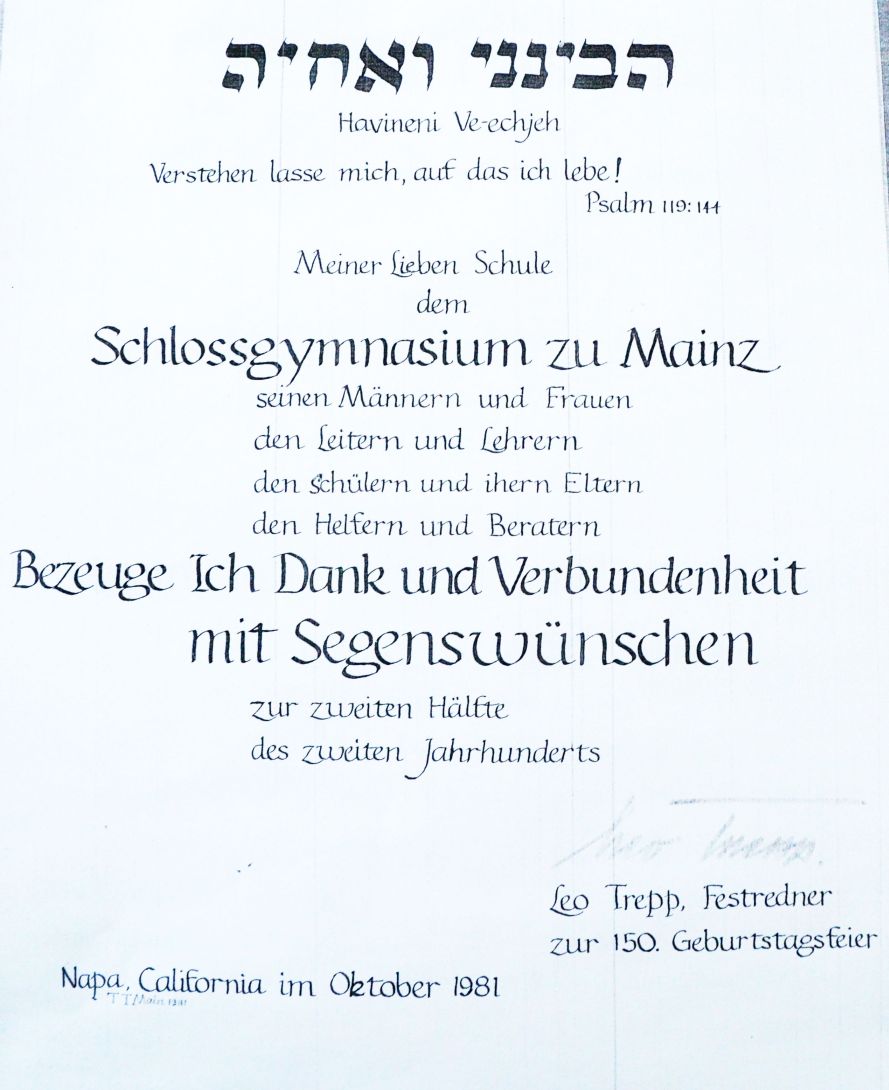 הבינני ואחיה
Havineni Ve-echjeh
Verstehen lasse mich, auf das ich lebe!
Psalm 119:144
Meiner Lieben Schule
dem
Schlossgymnasium zu Mainz
seinen Männern und Frauen
den Leitern und Lehrern
den Schülern und ihern Eltern
den Helfern und Beratern
Bezeuge Ich Dank und Verbundenheit
mit Segenswünschen
zur zweiten Hälfte
des zweiten Jahrhunderts
Leo Trepp.
Leo Trepp, Festredner
zur 150. Geburtstagsfeier
Napa, California im Oktober 1981